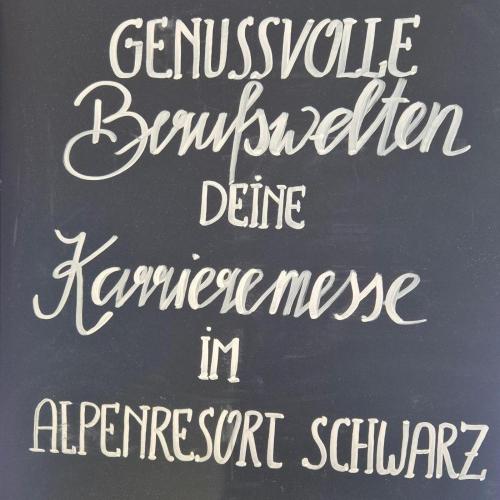 GENUSSVOLLE
Berufswelten
DEINE
Karrieremesse
iM
ALPENRESORT SCHWARZ